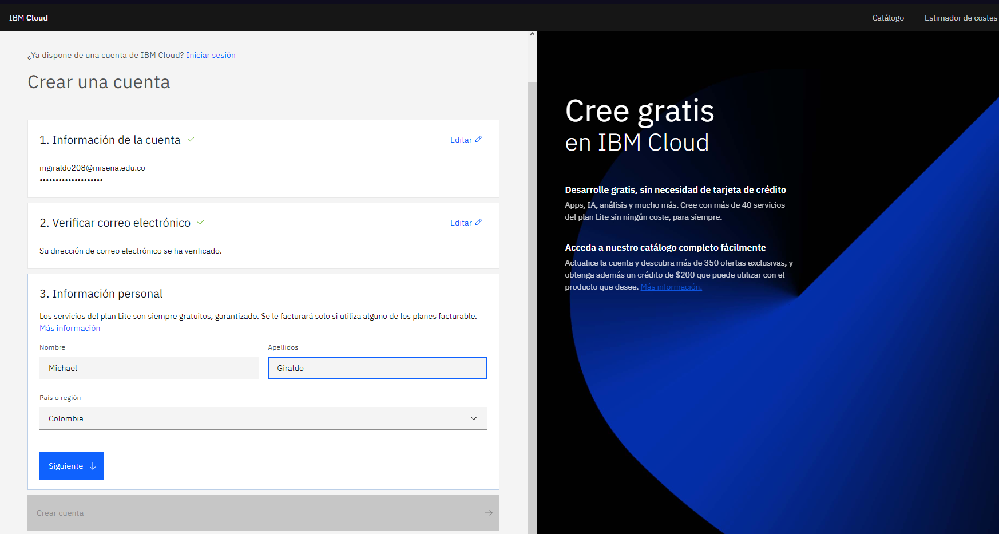 IBM Cloud
Catálogo
Estimador de costes
¿Ya dispone de una cuenta de IBM Cloud? Iniciar sesión
Crear una cuenta
1. Información de la cuenta
Editar
mgiraldo208@misena.edu.co
••••••••••••••••••••
2. Verificar correo electrónico
Editar
Su dirección de correo electrónico se ha verificado.
3. Información personal
Los servicios del plan Lite son siempre gratuitos, garantizado. Se le facturará solo si utiliza alguno de los planes facturable.
Más información
Nombre
Apellidos
Michael
Giraldo
País o región
Colombia
Siguiente
Crear cuenta
Cree gratis
en IBM Cloud
Desarrolle gratis, sin necesidad de tarjeta de crédito
Apps, IA, análisis y mucho más. Cree con más de 40 servicios
del plan Lite sin ningún coste, para siempre.
Acceda a nuestro catálogo completo fácilmente
Actualice la cuenta y descubra más de 350 ofertas exclusivas, y
obtenga además un crédito de $200 que puede utilizar con el
producto que desee. Más información.